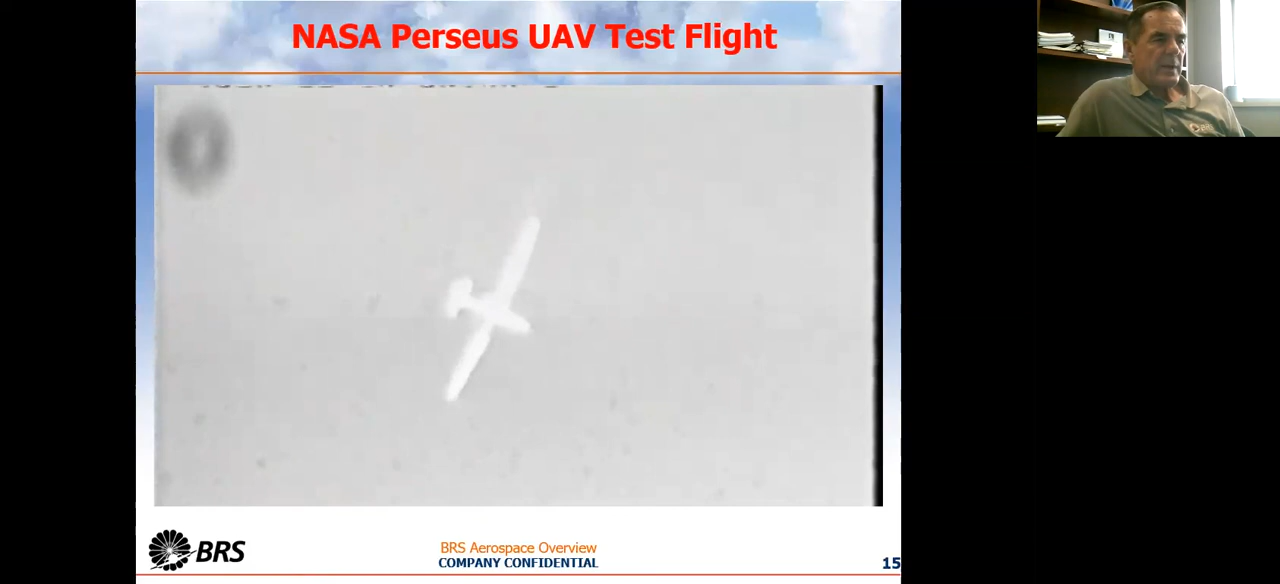 NASA Perseus UAV Test Flight
BRS
BRS Aerospace Overview
COMPANY CONFIDENTIAL
15